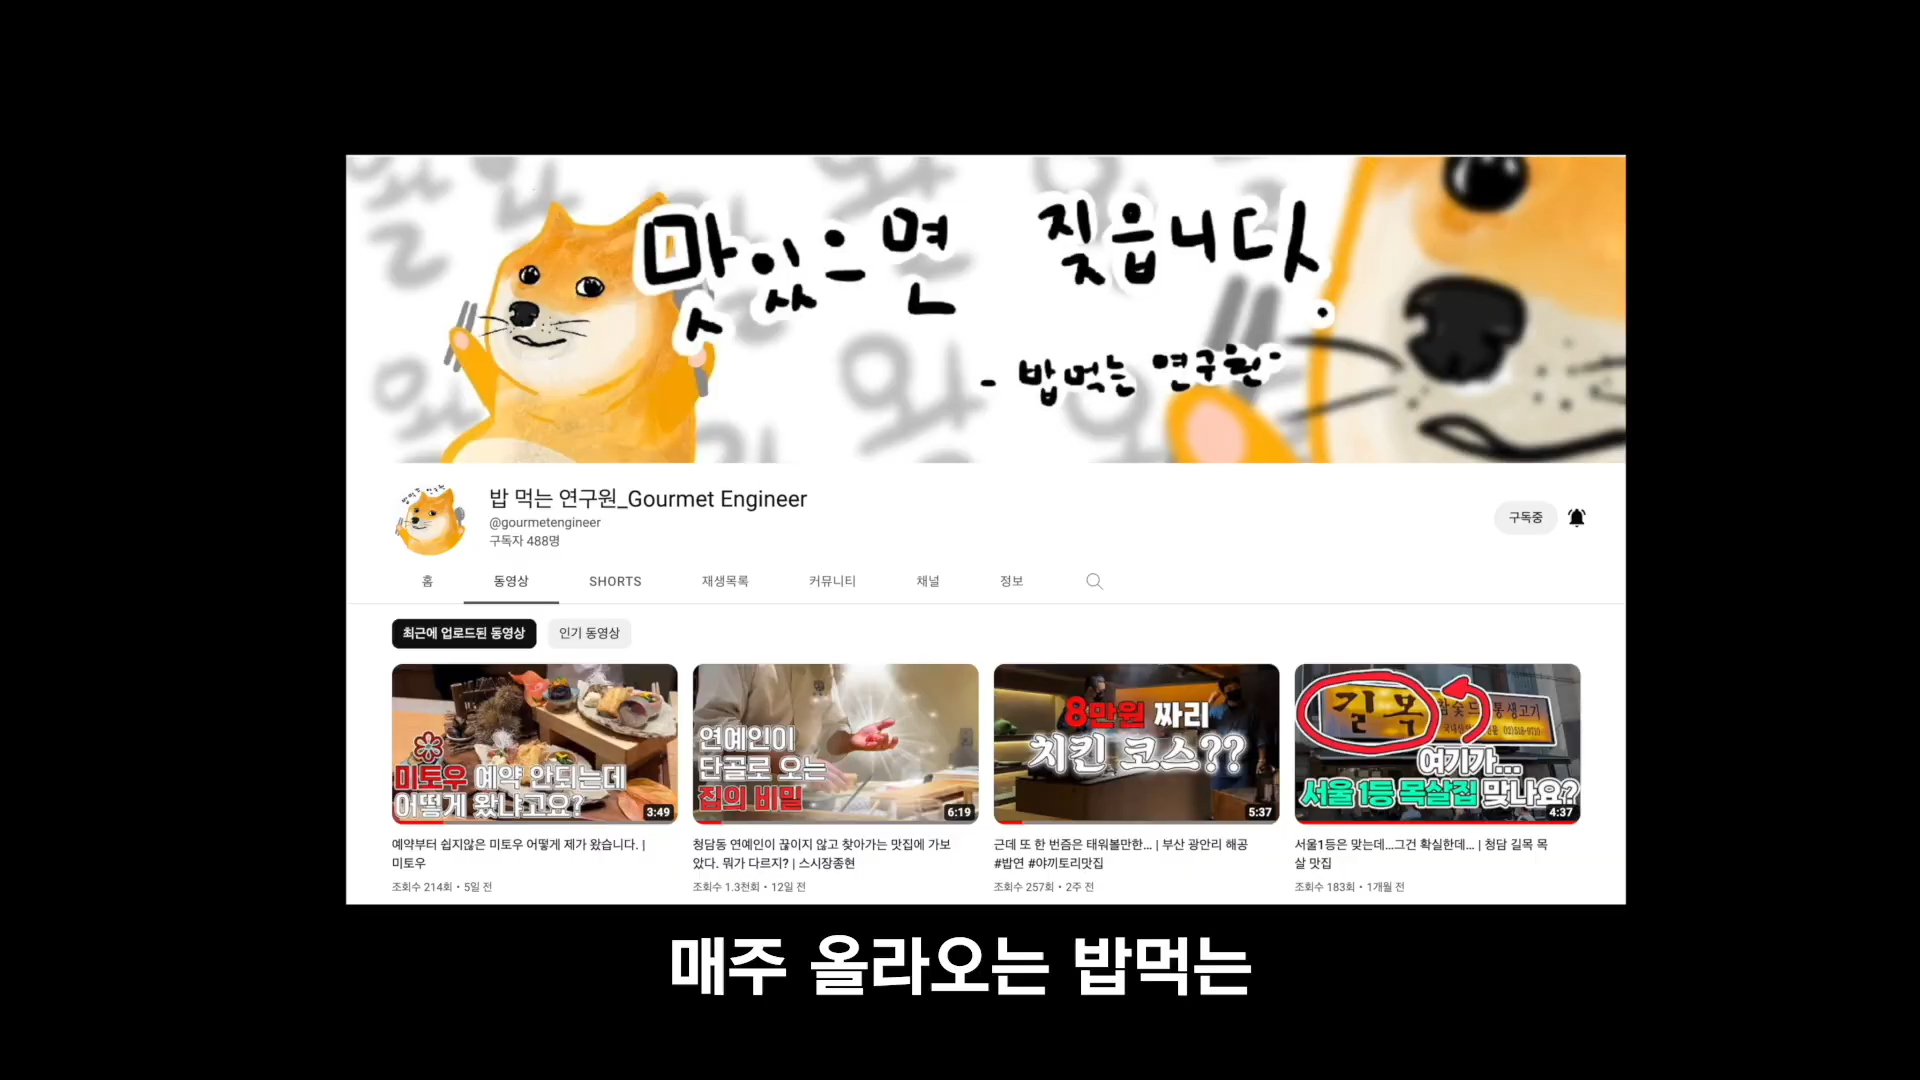 맛있으면 짖읍니다.
- 밥먹는 연구원 -
밥 먹는 연구원_Gourmet Engineer
@gourmetengineer
구독자 488명
구독중
홈 동영상 SHORTS 재생목록 커뮤니티 채널 정보
최근에 업로드된 동영상 인기 동영상
미토우 예약 안되는데
어떻게 왔냐고요?
3:49
연예인이
단골로 오는
집의 비밀
6:19
8만원 짜리
치킨 코스??
5:37
길목 참숯드 통생고기
여기가...
서울 1등 목살집 맞나요?
4:37
예약부터 쉽지않은 미토우 어떻게 제가 왔습니다. |
미토우
조회수 214회 • 5일 전
청담동 연예인이 끊이지 않고 찾아가는 맛집에 가보
았다. 뭐가 다르지? | 스시장종현
조회수 1.3천회 • 12일 전
근데 또 한 번즘은 태워볼만한... | 부산 광안리 해공
#밥연 #야끼토리맛집
조회수 257회 • 2주 전
서울1등은 맞는데...그건 확실한데... | 청담 길목 목
살 맛집
조회수 183회 • 1개월 전
매주 올라오는 밥먹는